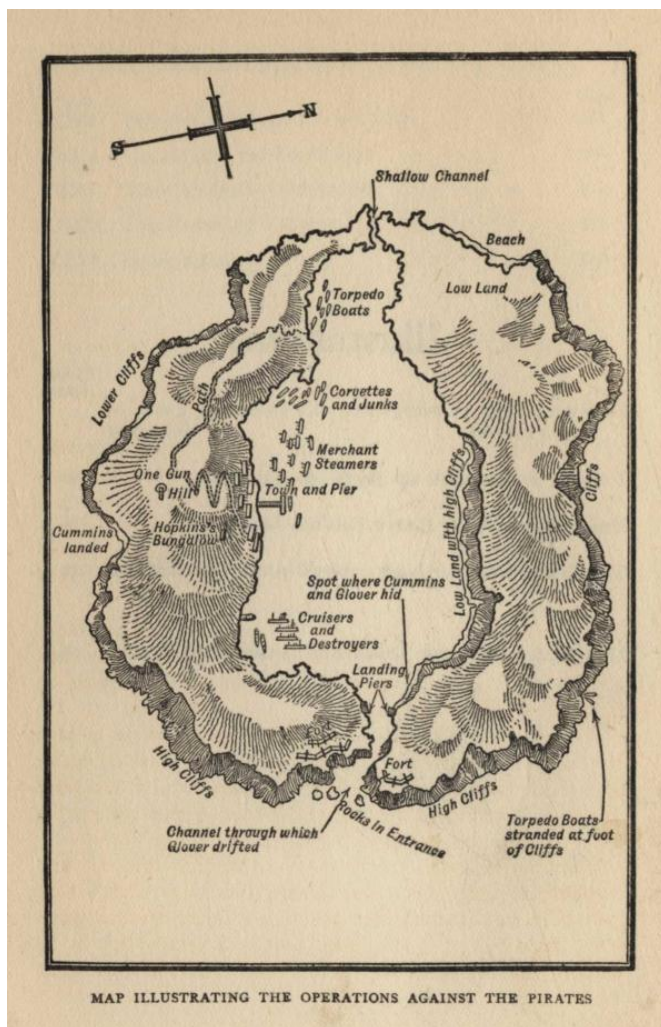 S
N
Shallow Channel
Beach
Low Land
Torpedo
Boats
Lower Cliffs
Path
Corvettes
and Junks
Merchant
Steamers
One Gun
Hill
Town and Pier
Cliffs
Hopkins's
Bungalow
Cummins
landed
Low Land with high Cliffs
Spot where Cummins
and Glover hid
Cruisers
and
Destroyers
Landing
Piers
Fort
Fort
High Cliffs
High Cliffs
Rocks in Entrance
Channel through which
Glover drifted
Torpedo Boats
stranded at foot
of Cliffs
MAP ILLUSTRATING THE OPERATIONS AGAINST THE PIRATES